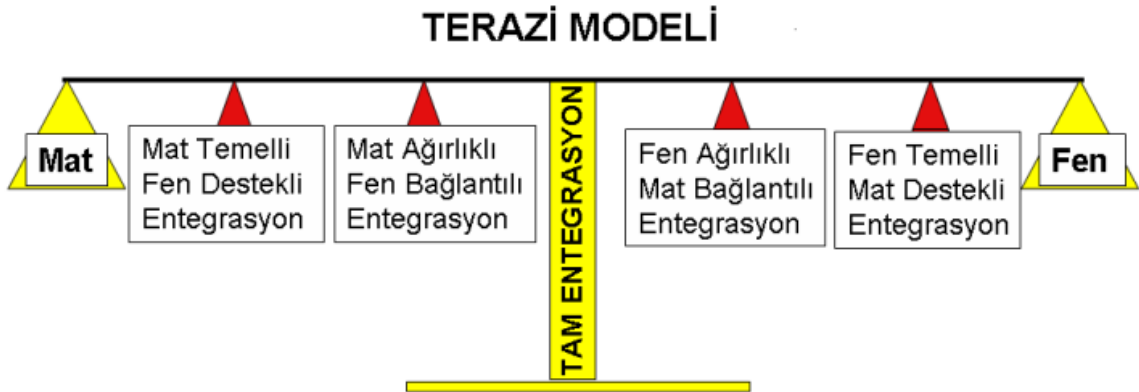 TERAZİ MODELİ
Mat
Mat Temelli
Fen Destekli
Entegrasyon
Mat Ağırlıklı
Fen Bağlantılı
Entegrasyon
TAM ENTEGRASYON
Fen Ağırlıklı
Mat Bağlantılı
Entegrasyon
Fen Temelli
Mat Destekli
Entegrasyon
Fen